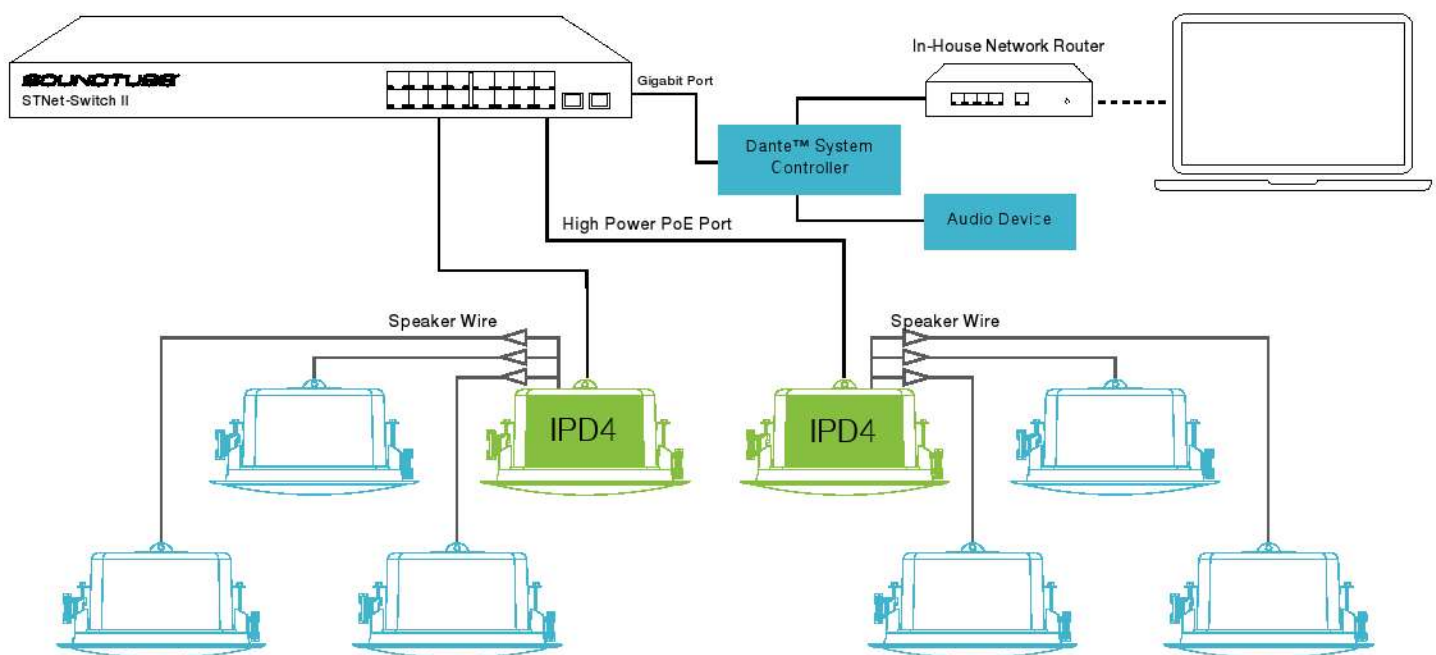 SOUNDTUBE
STNet-Switch II
Gigabit Port
In-House Network Router
Dante™ System
Controller
Audio Device
High Power PoE Port
Speaker Wire
Speaker Wire
IPD4
IPD4